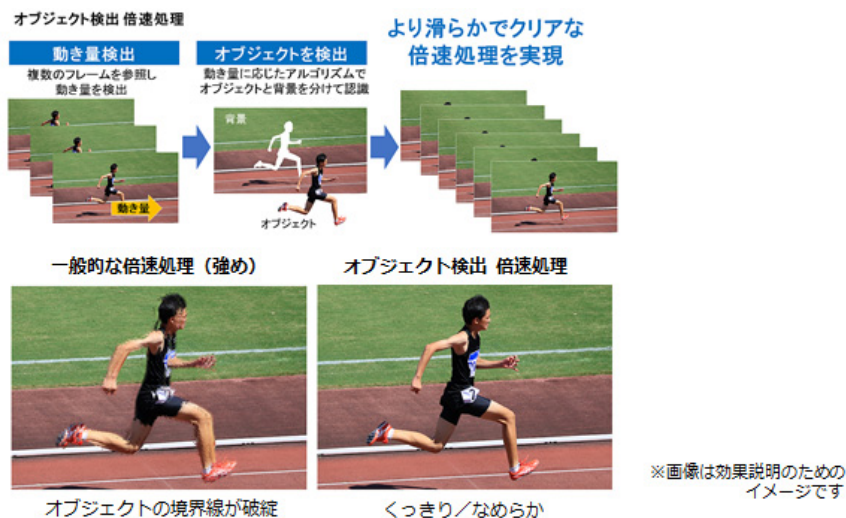 オブジェクト検出 倍速処理
動き量検出
複数のフレームを参照し
動き量を検出
動き量
オブジェクトを検出
動き量に応じたアルゴリズムで
オブジェクトと背景を分けて認識
背景
オブジェクト
より滑らかでクリアな
倍速処理を実現
一般的な倍速処理（強め）
オブジェクト検出 倍速処理
オブジェクトの境界線が破綻
くっきり／なめらか
※画像は効果説明のための
イメージです